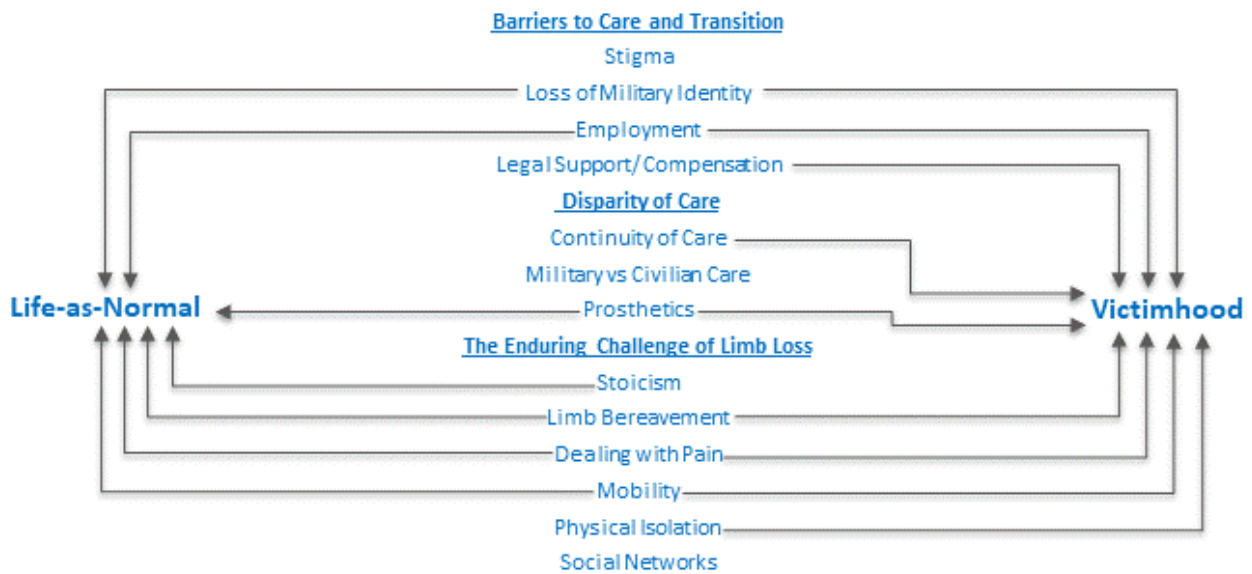 Barriers to Care and Transition
Stigma
Loss of Military Identity
Employment
Legal Support/Compensation
Disparity of Care
Continuity of Care
Military vs Civilian Care
Life-as-Normal
Prosthetics
Victimhood
The Enduring Challenge of Limb Loss
Stoicism
Limb Bereavement
Dealing with Pain
Mobility
Physical Isolation
Social Networks